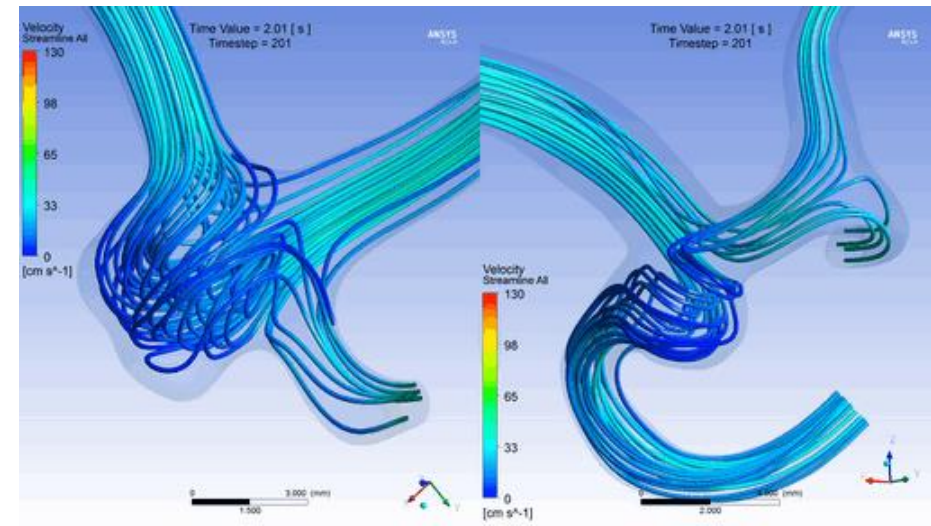 Velocity
Streamline All
130
98
65
33
0
[cm s^-1]
Time Value = 2.01 [ s ]
Timestep = 201
ANSYS
0
3.000 (mm)
1.500
Time Value = 2.01 [ s ]
Timestep = 201
ANSYS
Velocity
Streamline All
130
98
65
33
0
[cm s^-1]
0
(mm)
2.000
Z
Y